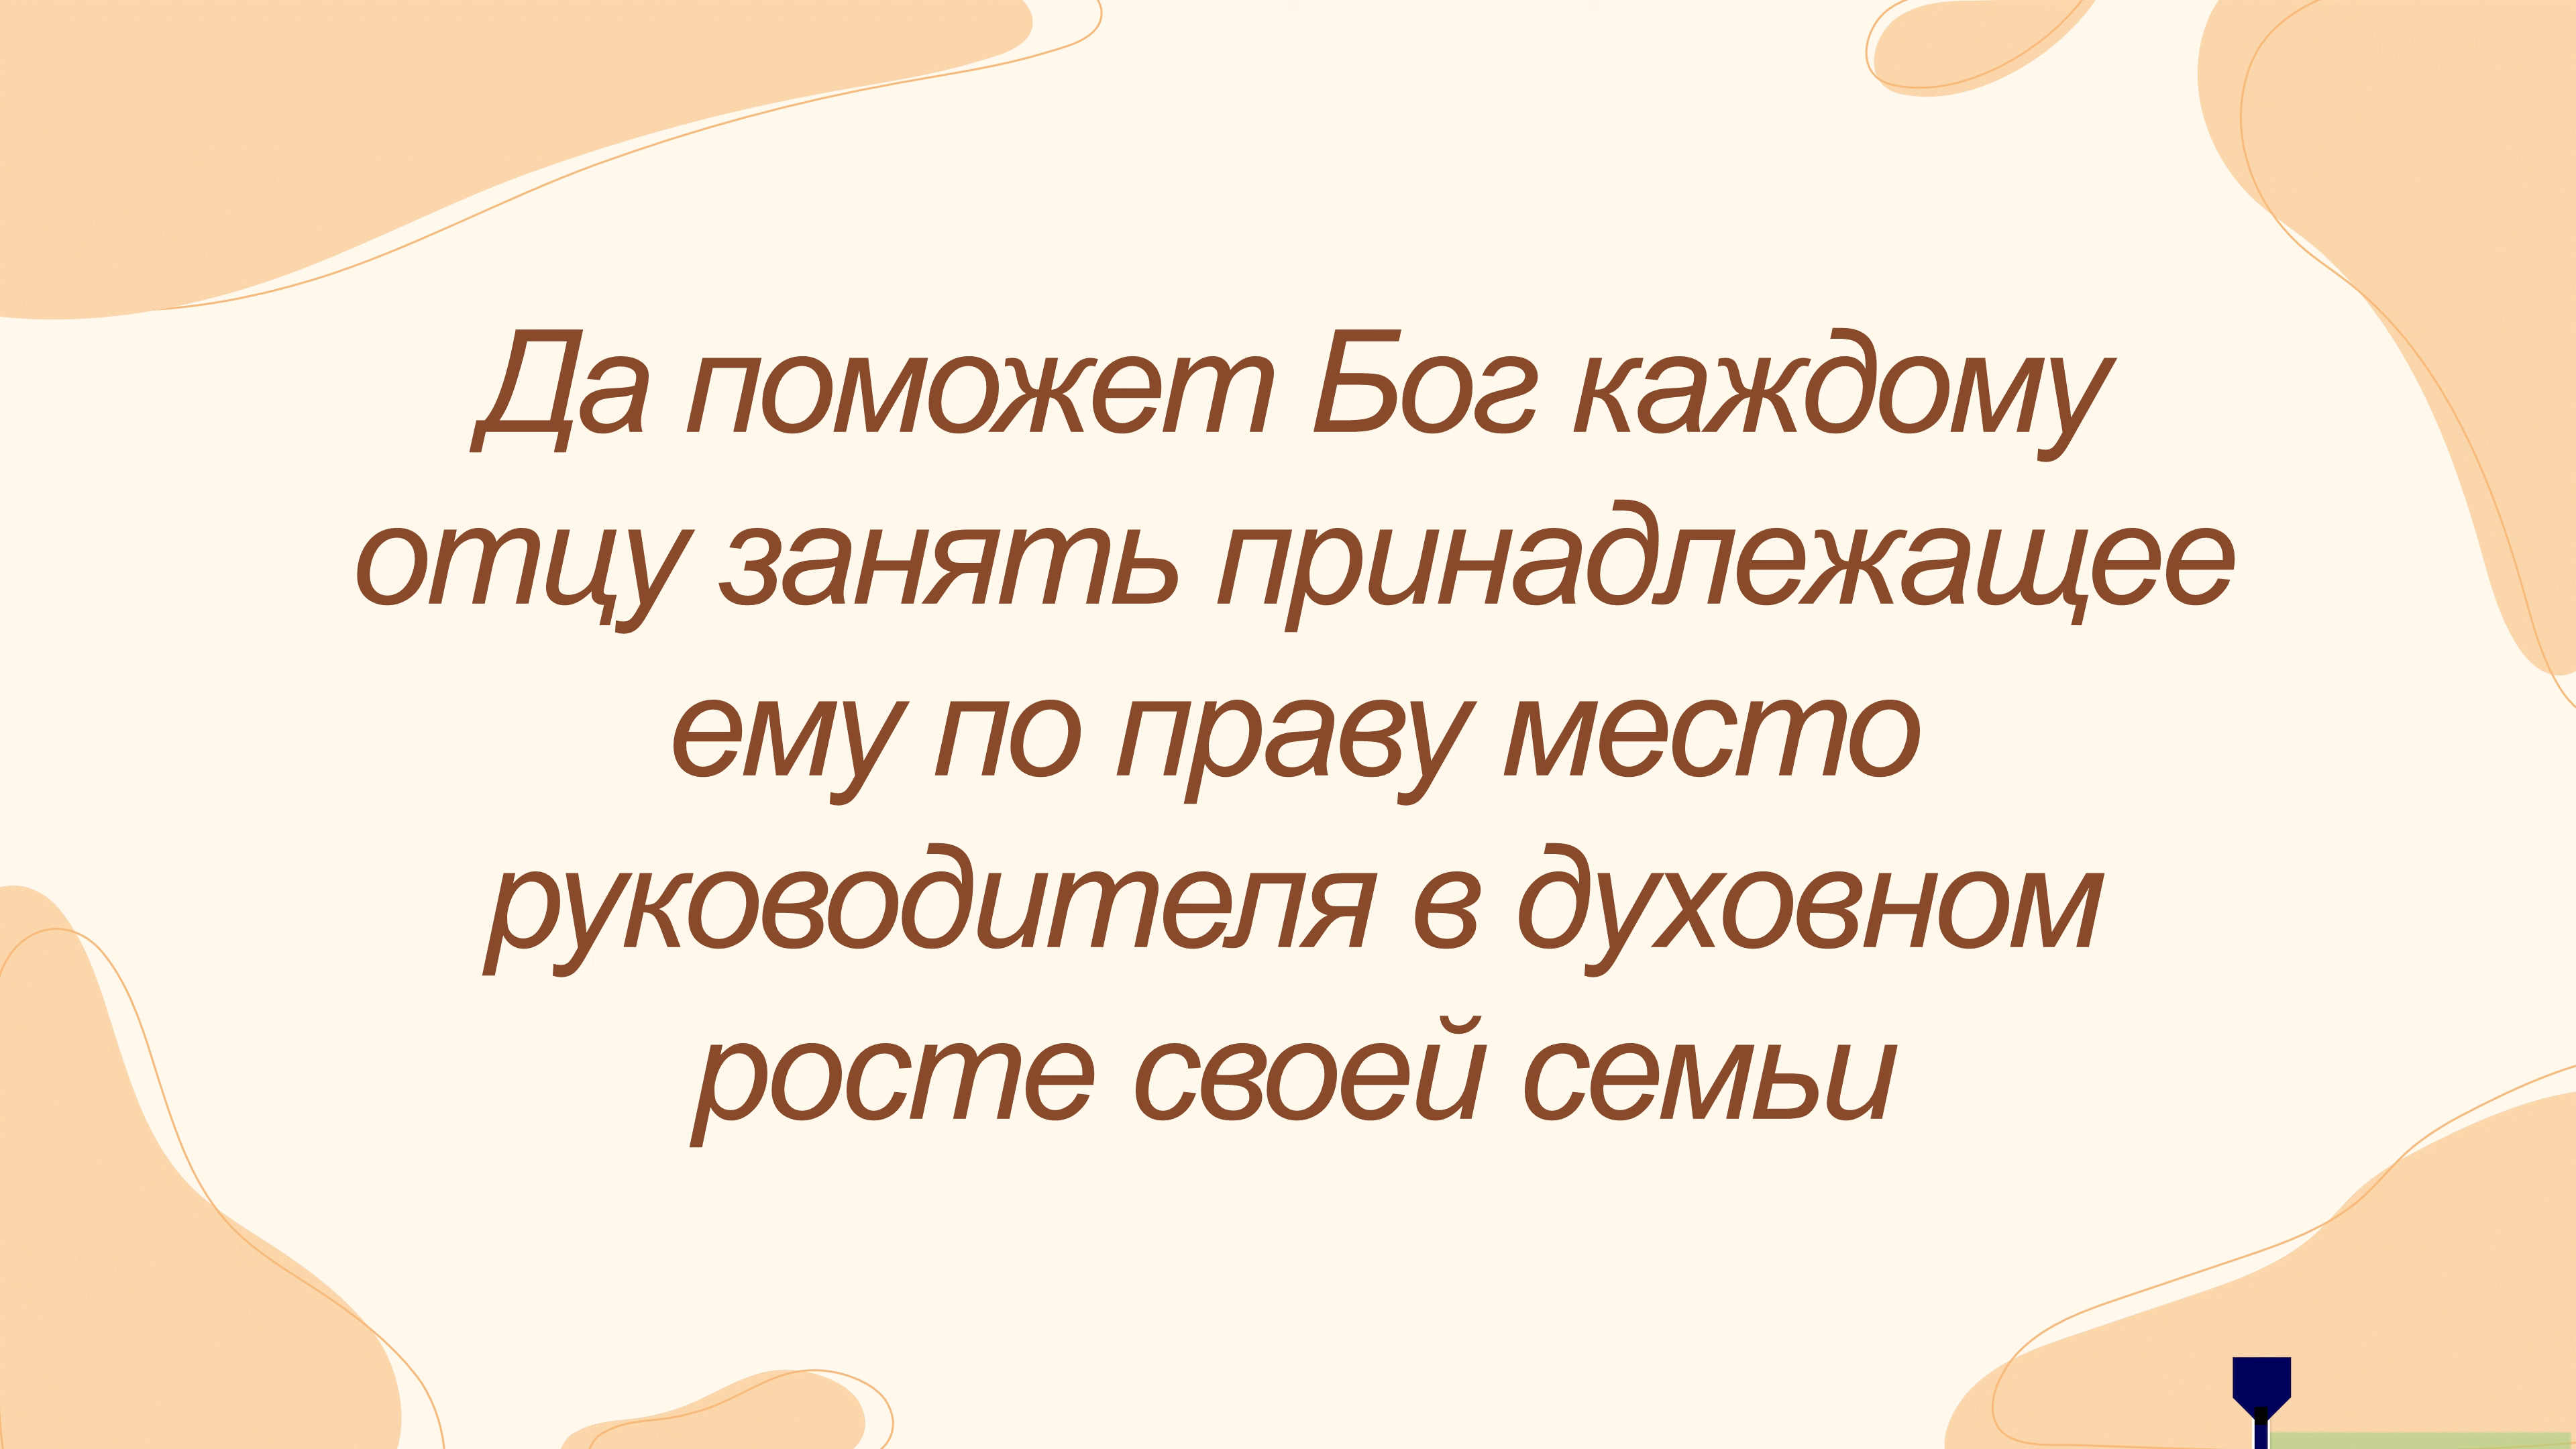 Да поможет Бог каждому
отцу занять принадлежащее
ему по праву место
руководителя в духовном
росте своей семьи